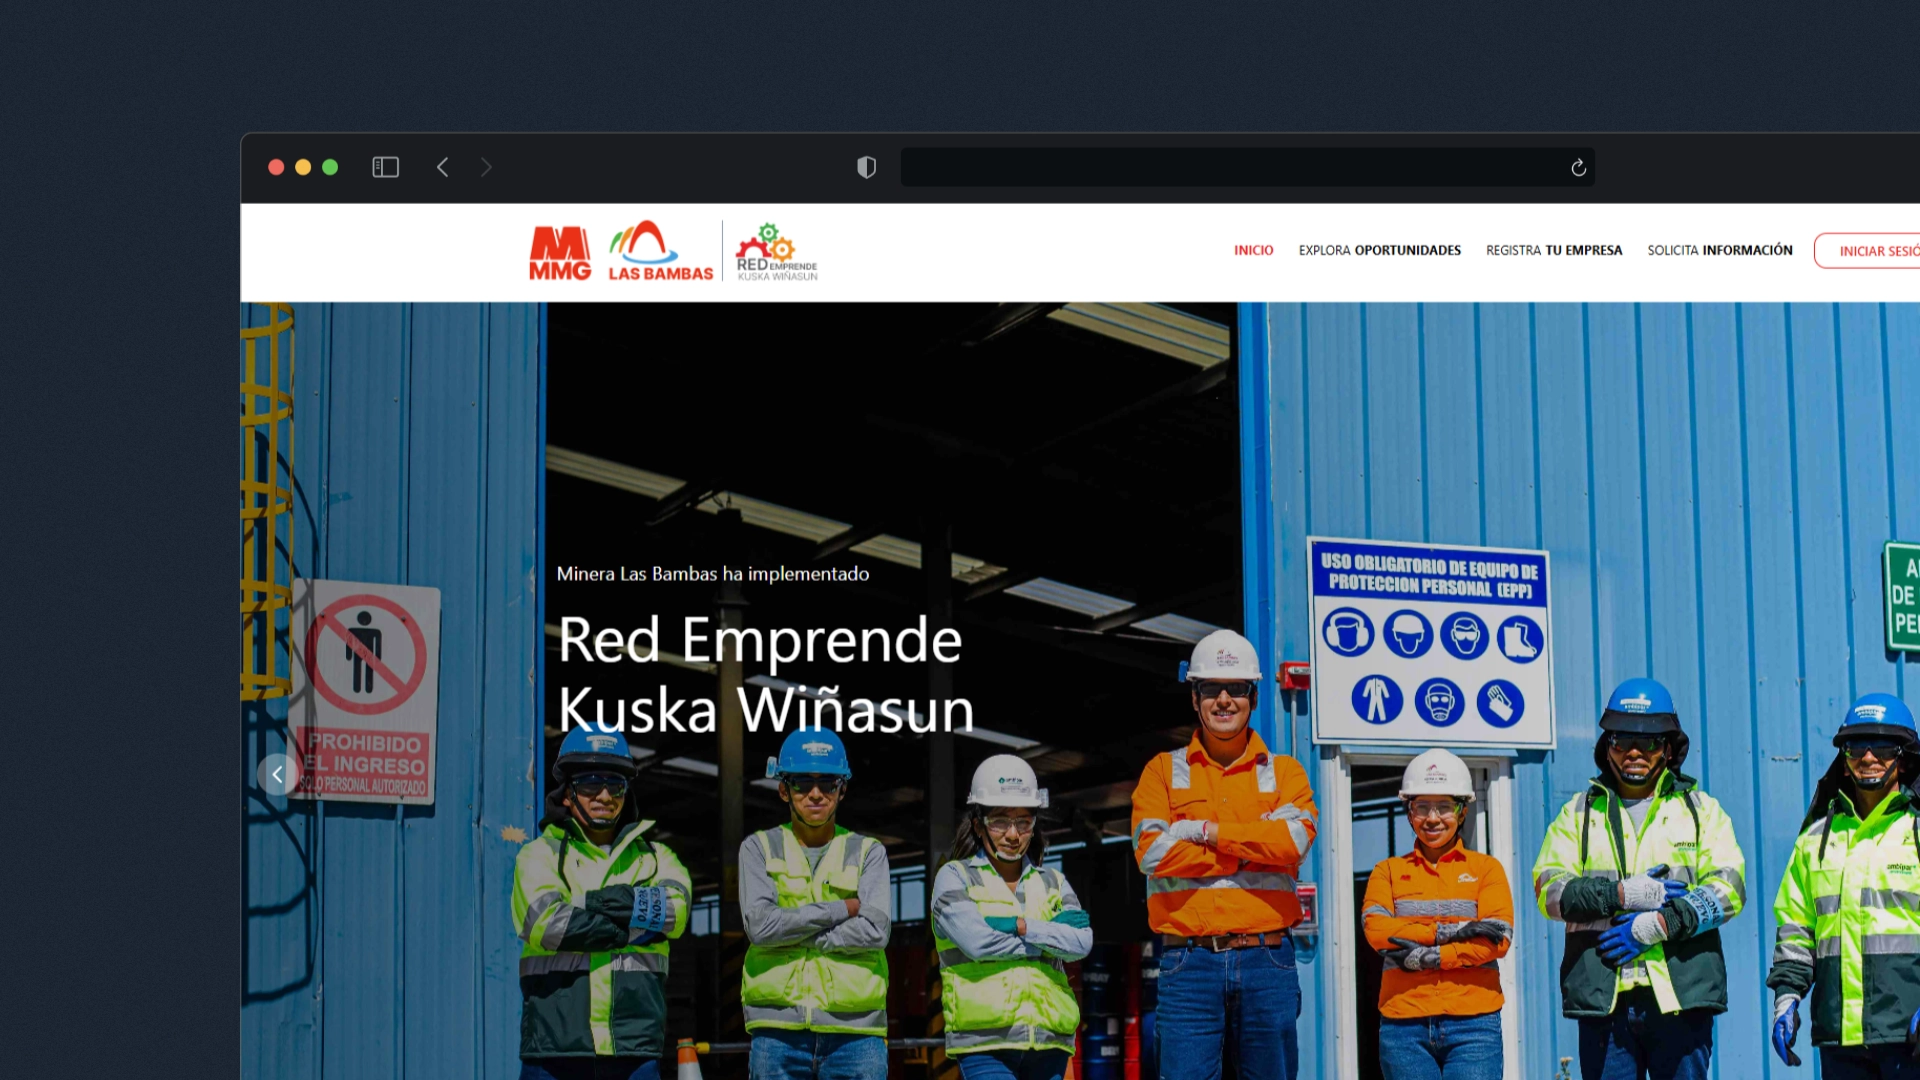 MMG
LAS BAMBAS
RED EMPRENDE
KUSKA WIÑASUN
INICIO
EXPLORA OPORTUNIDADES
REGISTRA TU EMPRESA
SOLICITA INFORMACIÓN
INICIAR SESIÓ
Minera Las Bambas ha implementado
Red Emprende
Kuska Wiñasun
USO OBLIGATORIO DE EQUIPO DE
PROTECCION PERSONAL (EPP)
PROHIBIDO
EL INGRESO
SOLO PERSONAL AUTORIZADO
DE
ambipar